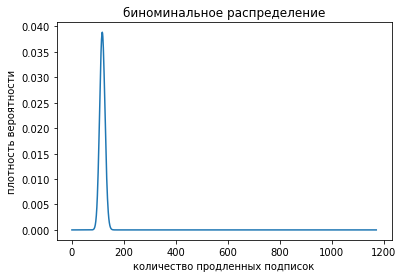 биноминальное распределение
плотность вероятности
0.040
0.035
0.030
0.025
0.020
0.015
0.010
0.005
0.000
0 200 400 600 800 1000 1200
количество продленных подписок